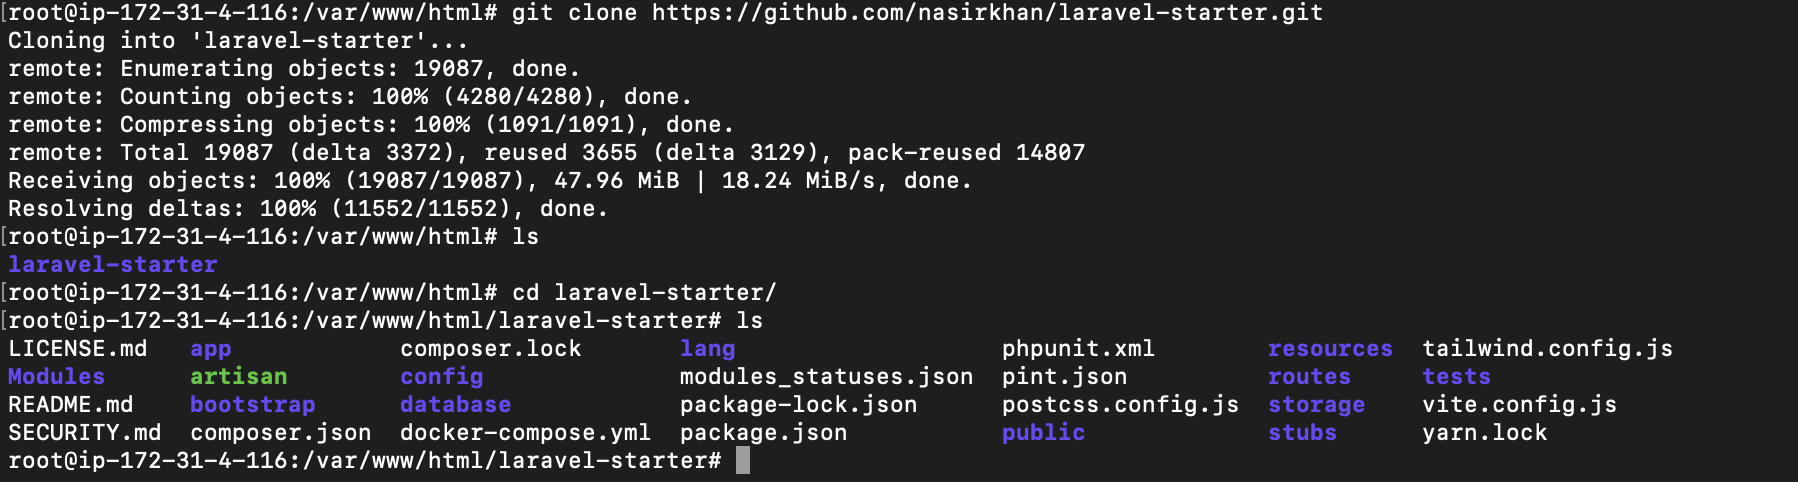 [root@ip-172-31-4-116:/var/www/html# git clone https://github.com/nasirkhan/laravel-starter.git
Cloning into 'laravel-starter'...
remote: Enumerating objects: 19087, done.
remote: Counting objects: 100% (4280/4280), done.
remote: Compressing objects: 100% (1091/1091), done.
remote: Total 19087 (delta 3372), reused 3655 (delta 3129), pack-reused 14807
Receiving objects: 100% (19087/19087), 47.96 MiB | 18.24 MiB/s, done.
Resolving deltas: 100% (11552/11552), done.
[root@ip-172-31-4-116:/var/www/html# ls
laravel-starter
[root@ip-172-31-4-116:/var/www/html# cd laravel-starter/
[root@ip-172-31-4-116:/var/www/html/laravel-starter# ls
LICENSE.md app composer.lock lang phpunit.xml resources tailwind.config.js
Modules artisan config modules_statuses.json pint.json routes tests
README.md bootstrap database package-lock.json postcss.config.js storage vite.config.js
SECURITY.md composer.json docker-compose.yml package.json public stubs yarn.lock
root@ip-172-31-4-116:/var/www/html/laravel-starter#